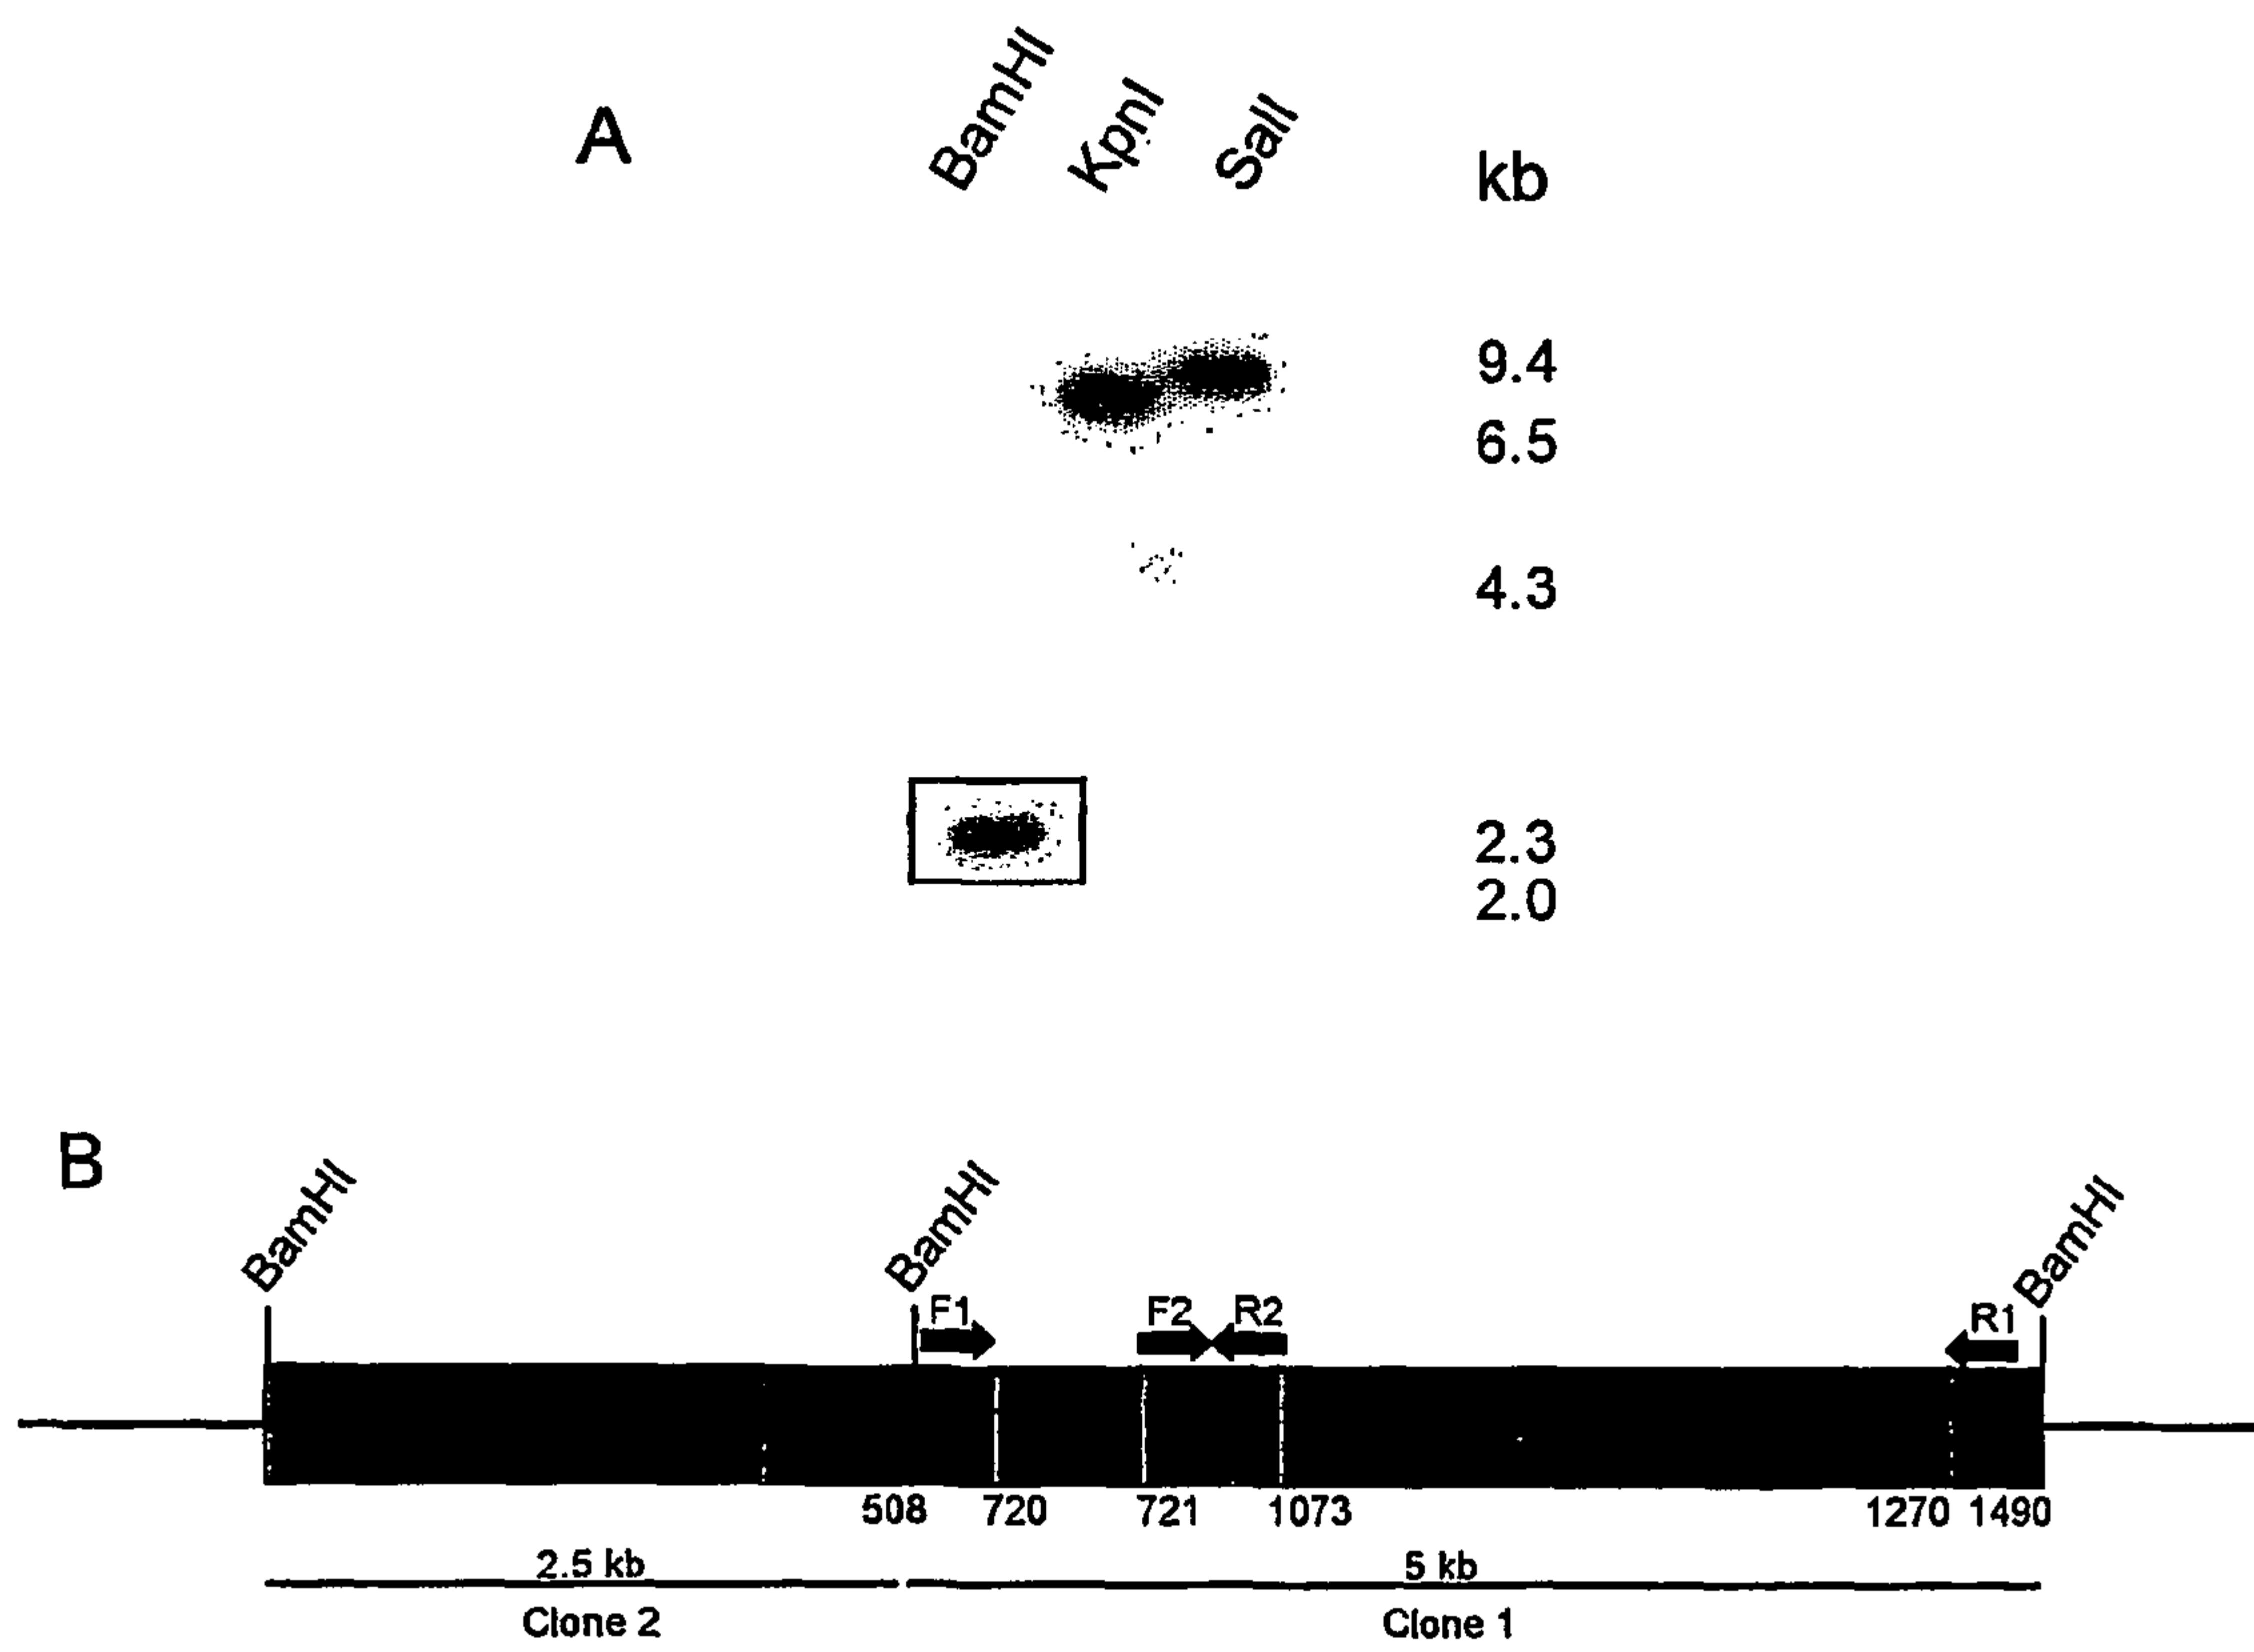 A BamHI KpnI SalI kb
9.4
6.5
4.3
2.3
2.0
B
BamHI BamHI BamHI
F1 F2 R2 R1
508 720 721 1073 1270 1490
2.5 kb 5 kb
Clone 2 Clone 1